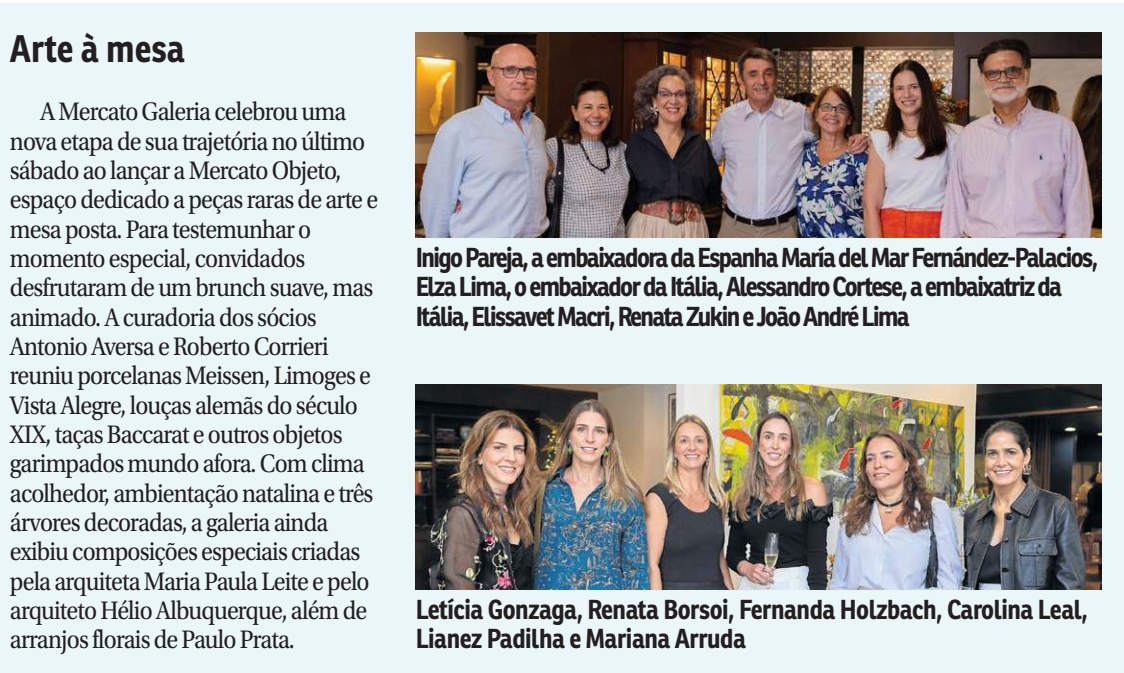 Arte à mesa
A Mercato Galeria celebrou uma
nova etapa de sua trajetória no último
sábado ao lançar a Mercato Objeto,
espaço dedicado a peças raras de arte e
mesa posta. Para testemunhar o
momento especial, convidados
desfrutaram de um brunch suave, mas
animado. A curadoria dos sócios
Antonio Aversa e Roberto Corrieri
reuniu porcelanas Meissen, Limoges e
Vista Alegre, louças alemãs do século
XIX, taças Baccarat e outros objetos
garimpados mundo afora. Com clima
acolhedor, ambientação natalina e três
árvores decoradas, a galeria ainda
exibiu composições especiais criadas
pela arquiteta Maria Paula Leite e pelo
arquiteto Hélio Albuquerque, além de
arranjos florais de Paulo Prata.
Inigo Pareja, a embaixadora da Espanha María del Mar Fernández-Palacios,
Elza Lima, o embaixador da Itália, Alessandro Cortese, a embaixatriz da
Itália, Elissavet Macri, Renata Zukin e João André Lima
Letícia Gonzaga, Renata Borsoi, Fernanda Holzbach, Carolina Leal,
Lianez Padilha e Mariana Arruda